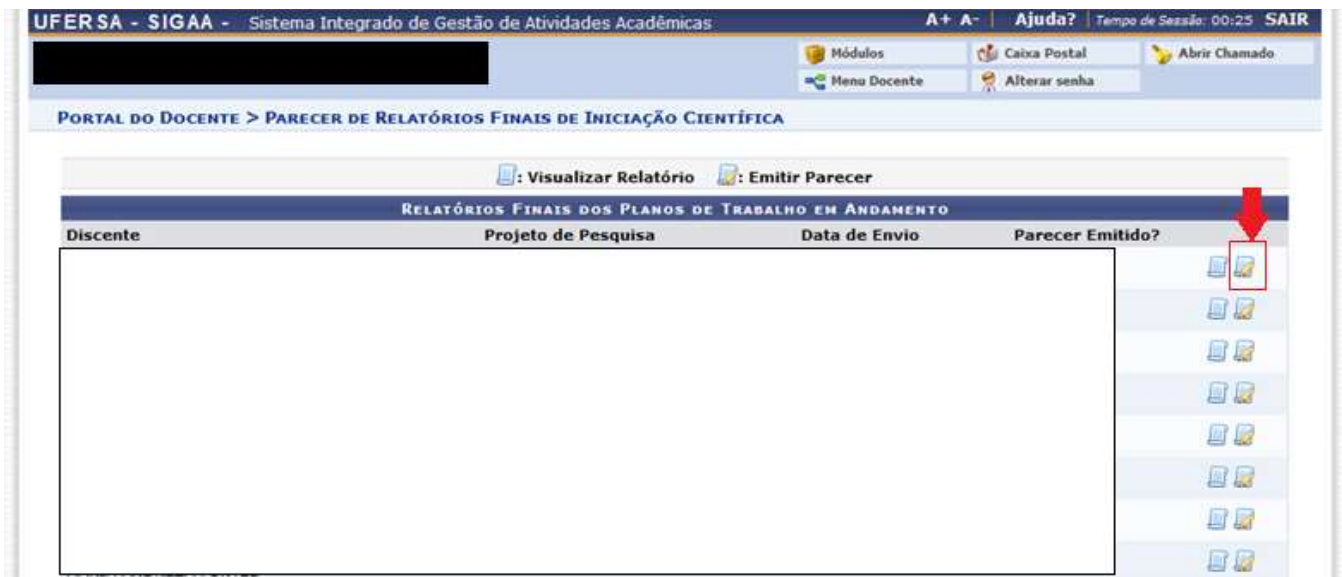 UFERSA - SIGAA - Sistema Integrado de Gestão de Atividades Acadêmicas A+ A- | Ajuda? | Tempo de Sessão: 00:25 SAIR
Módulos Caixa Postal Abrir Chamado
Menu Docente Alterar senha
PORTAL DO DOCENTE > PARECER DE RELATÓRIOS FINAIS DE INICIAÇÃO CIENTÍFICA
: Visualizar Relatório : Emitir Parecer
RELATÓRIOS FINAIS DOS PLANOS DE TRABALHO EM ANDAMENTO
Discente Projeto de Pesquisa Data de Envio Parecer Emitido?